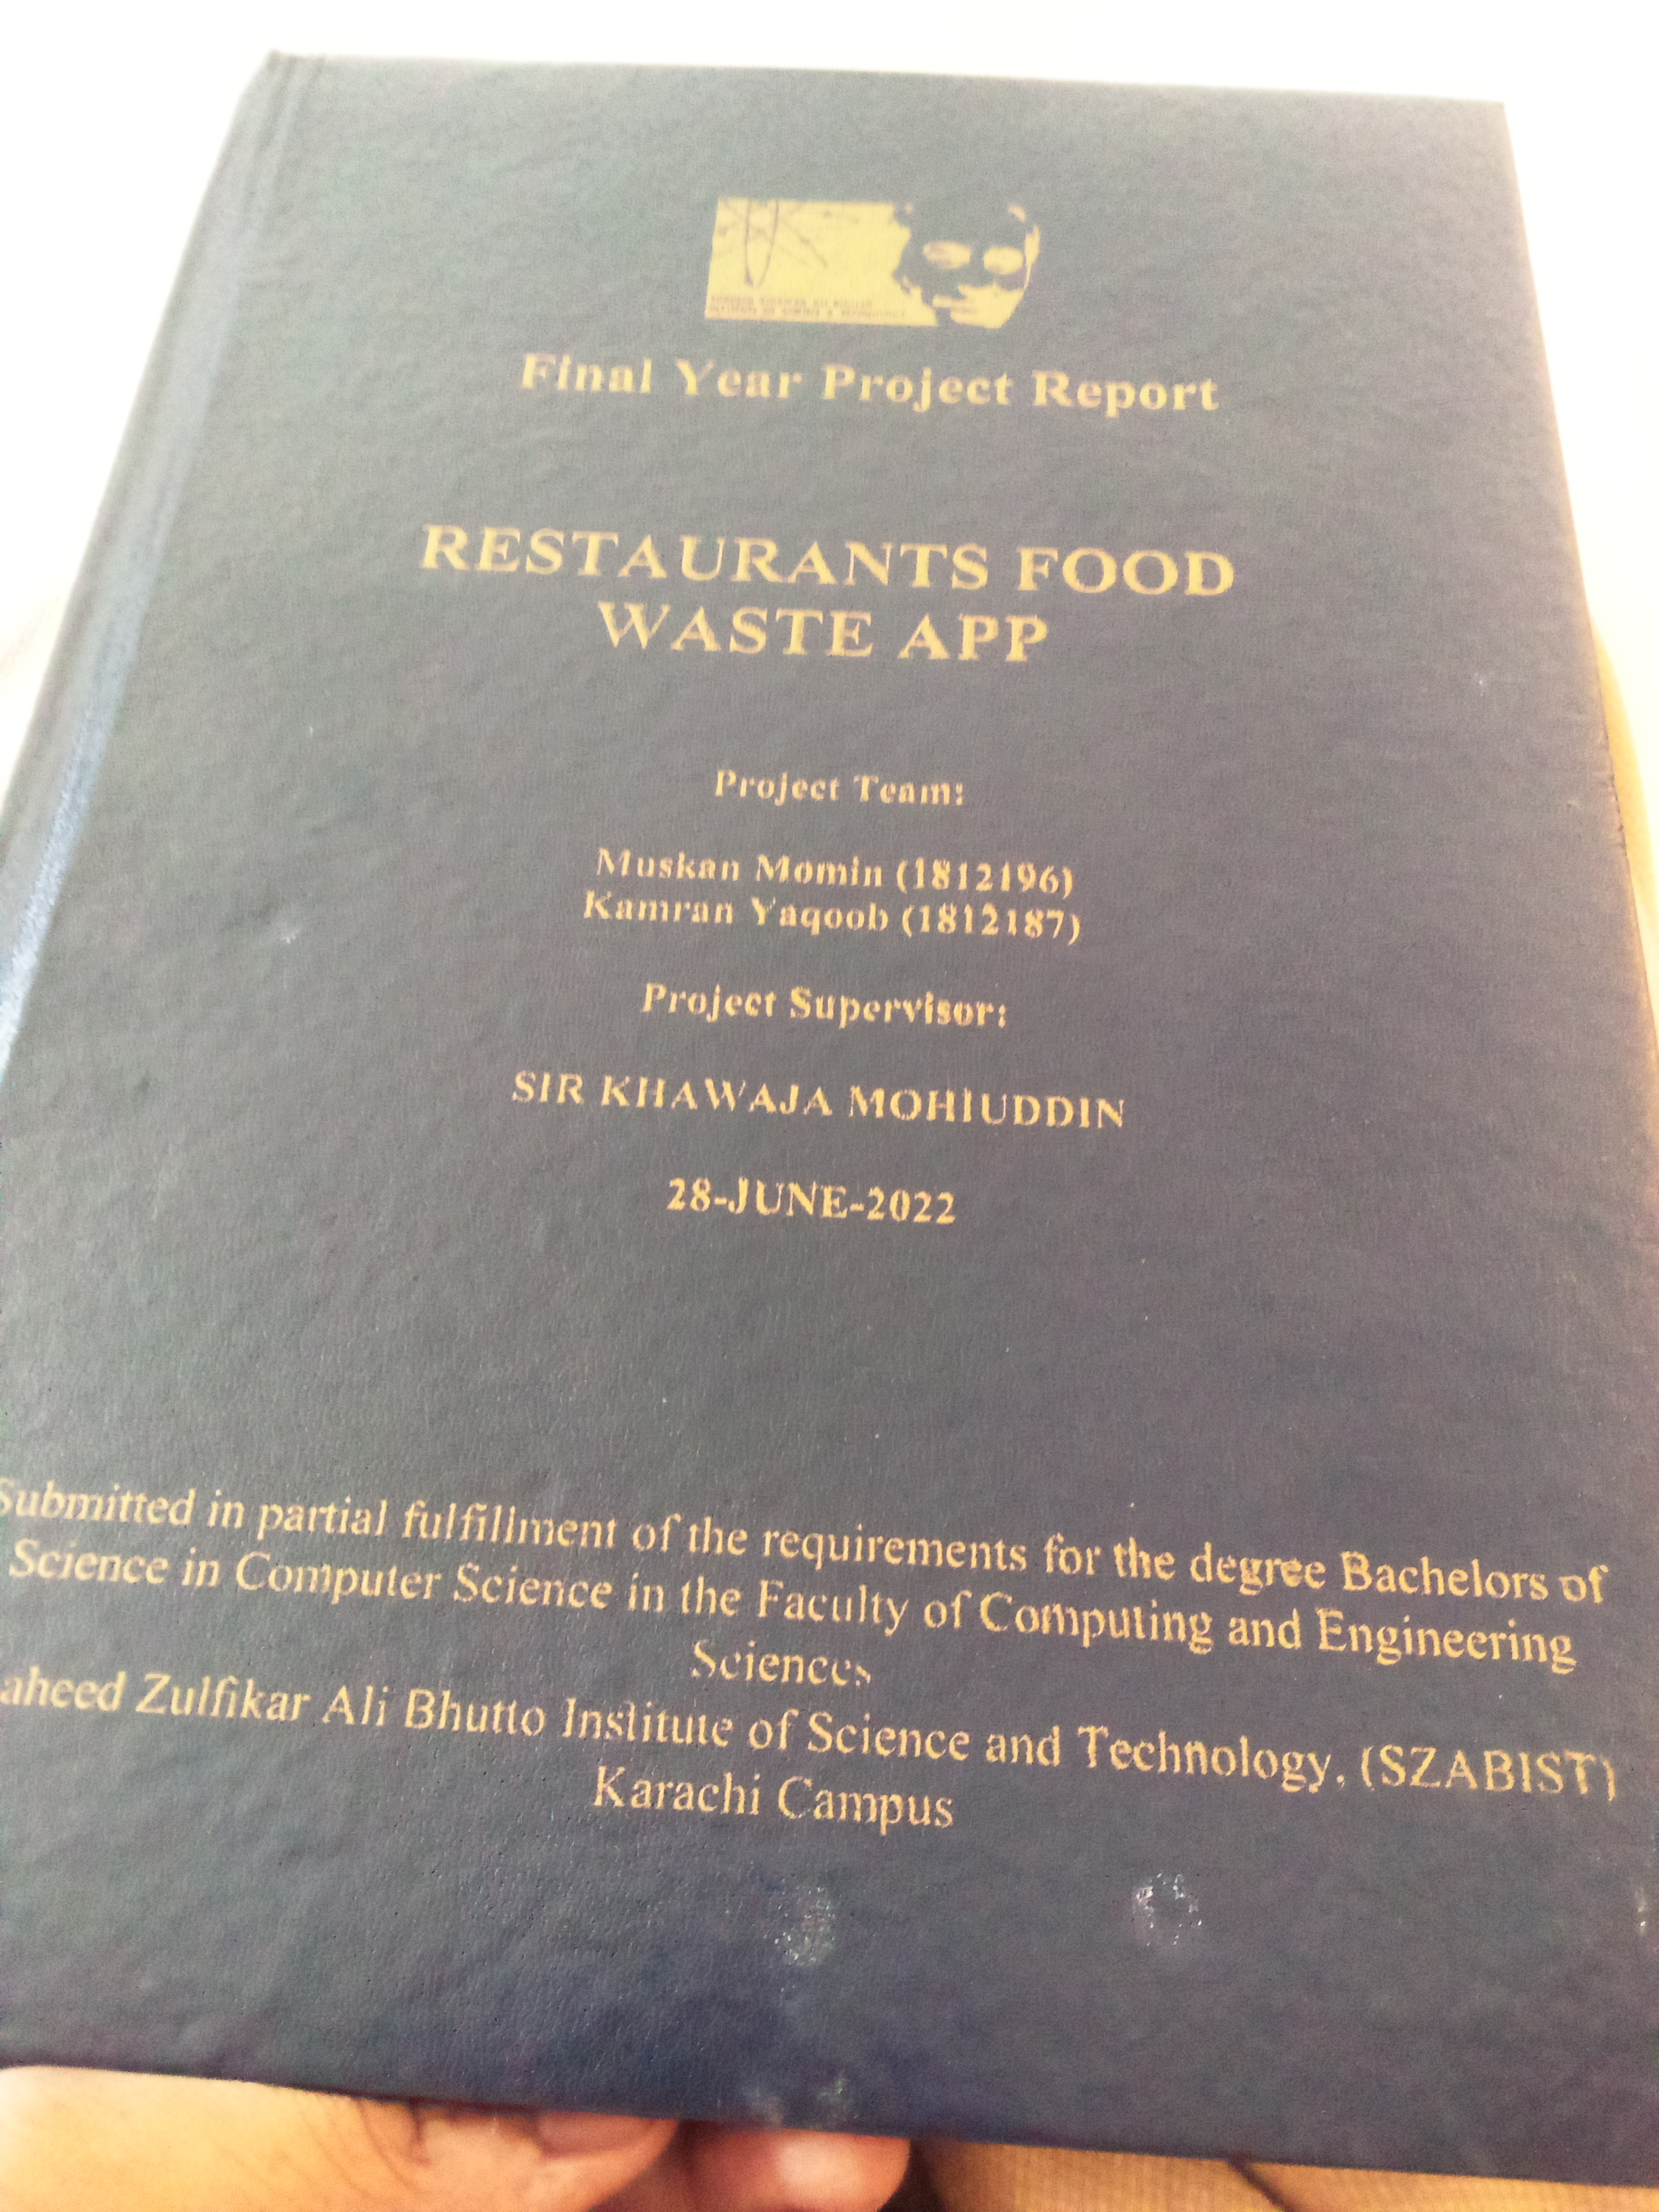 Final Year Project Report
RESTAURANTS FOOD
WASTE APP
Project Team:
Muskan Momin (1812196)
Kamran Yaqoob (1812187)
Project Supervisor:
SIR KHAWAJA MOHIUDDIN
28-JUNE-2022
Submitted in partial fulfillment of the requirements for the degree Bachelors of
Science in Computer Science in the Faculty of Computing and Engineering
Sciences
aheed Zulfikar Ali Bhutto Institute of Science and Technology, (SZABIST)
Karachi Campus